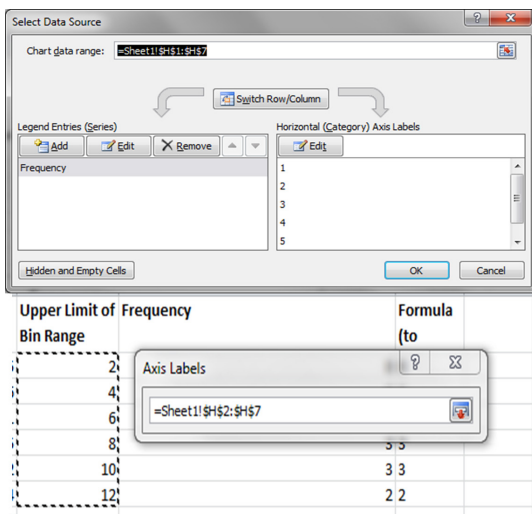 Select Data Source
Chart data range: =Sheet1!$H$1:$H$7
Switch Row/Column
Legend Entries (Series)
Add Edit Remove
Frequency
Horizontal (Category) Axis Labels
Edit
1
2
3
4
5
Hidden and Empty Cells
OK Cancel
Upper Limit of Frequency Formula
Bin Range (to
2
Axis Labels
4
=Sheet1!$H$2:$H$7
6
8 3 3
10 3 3
12 2 2